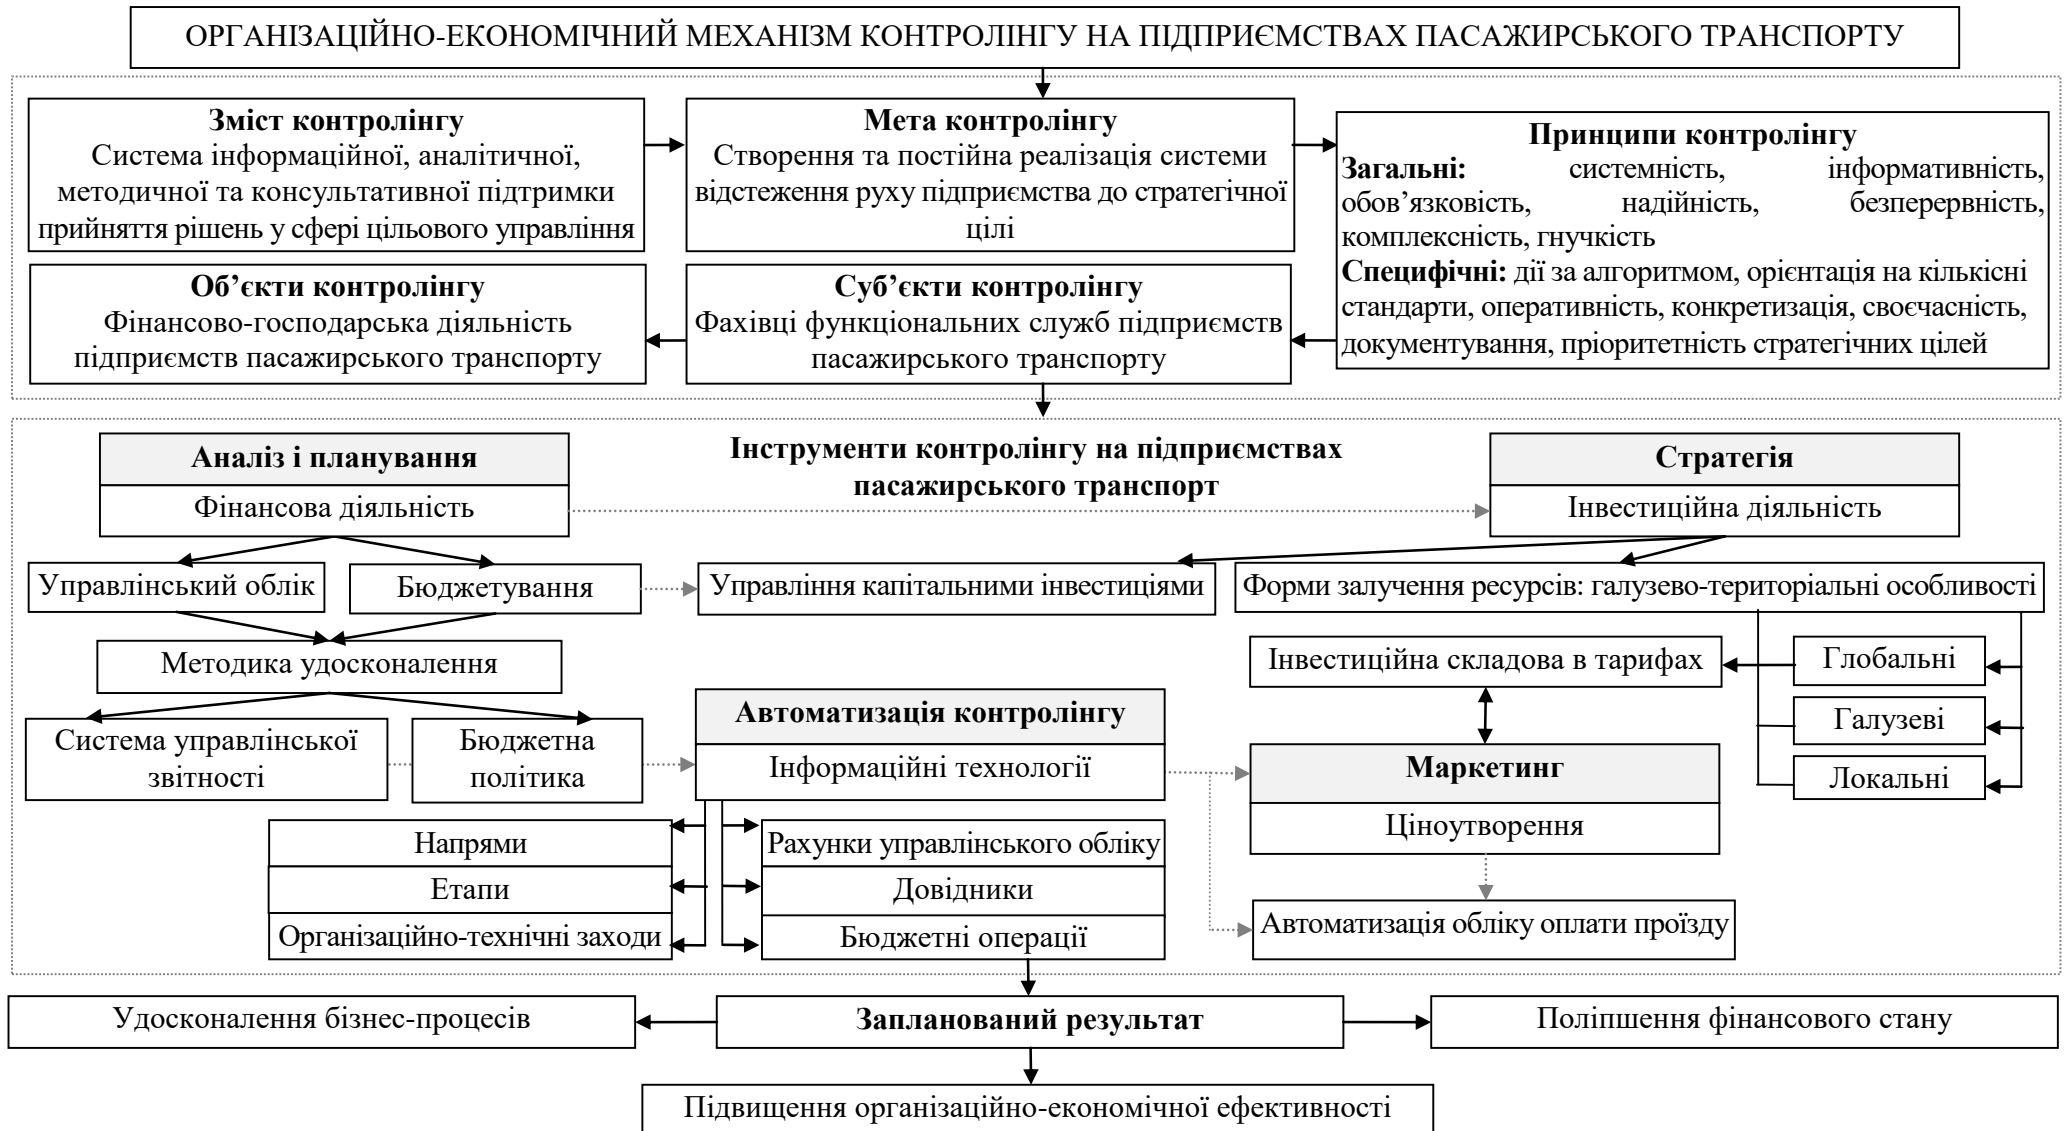 ОРГАНІЗАЦІЙНО-ЕКОНОМІЧНИЙ МЕХАНІЗМ КОНТРОЛІНГУ НА ПІДПРИЄМСТВАХ ПАСАЖИРСЬКОГО ТРАНСПОРТУ
Зміст контролінгу
Система інформаційної, аналітичної,
методичної та консультативної підтримки
прийняття рішень у сфері цільового управління
Мета контролінгу
Створення та постійна реалізація системи
відстеження руху підприємства до стратегічної
цілі
Принципи контролінгу
Загальні: системність, інформативність,
обов’язковість, надійність, безперервність,
комплексність, гнучкість
Специфічні: дії за алгоритмом, орієнтація на кількісні
стандарти, оперативність, конкретизація, своєчасність,
документування, пріоритетність стратегічних цілей
Об’єкти контролінгу
Фінансово-господарська діяльність
підприємств пасажирського транспорту
Суб’єкти контролінгу
Фахівці функціональних служб підприємств
пасажирського транспорту
Інструменти контролінгу на підприємствах
пасажирського транспорт
Аналіз і планування
Фінансова діяльність
Стратегія
Інвестиційна діяльність
Управлінський облік
Бюджетування
Управління капітальними інвестиціями
Форми залучення ресурсів: галузево-територіальні особливості
Методика удосконалення
Інвестиційна складова в тарифах
Глобальні
Галузеві
Локальні
Система управлінської
звітності
Бюджетна
політика
Автоматизація контролінгу
Інформаційні технології
Маркетинг
Ціноутворення
Напрями
Етапи
Організаційно-технічні заходи
Рахунки управлінського обліку
Довідники
Бюджетні операції
Автоматизація обліку оплати проїзду
Удосконалення бізнес-процесів
Запланований результат
Поліпшення фінансового стану
Підвищення організаційно-економічної ефективності